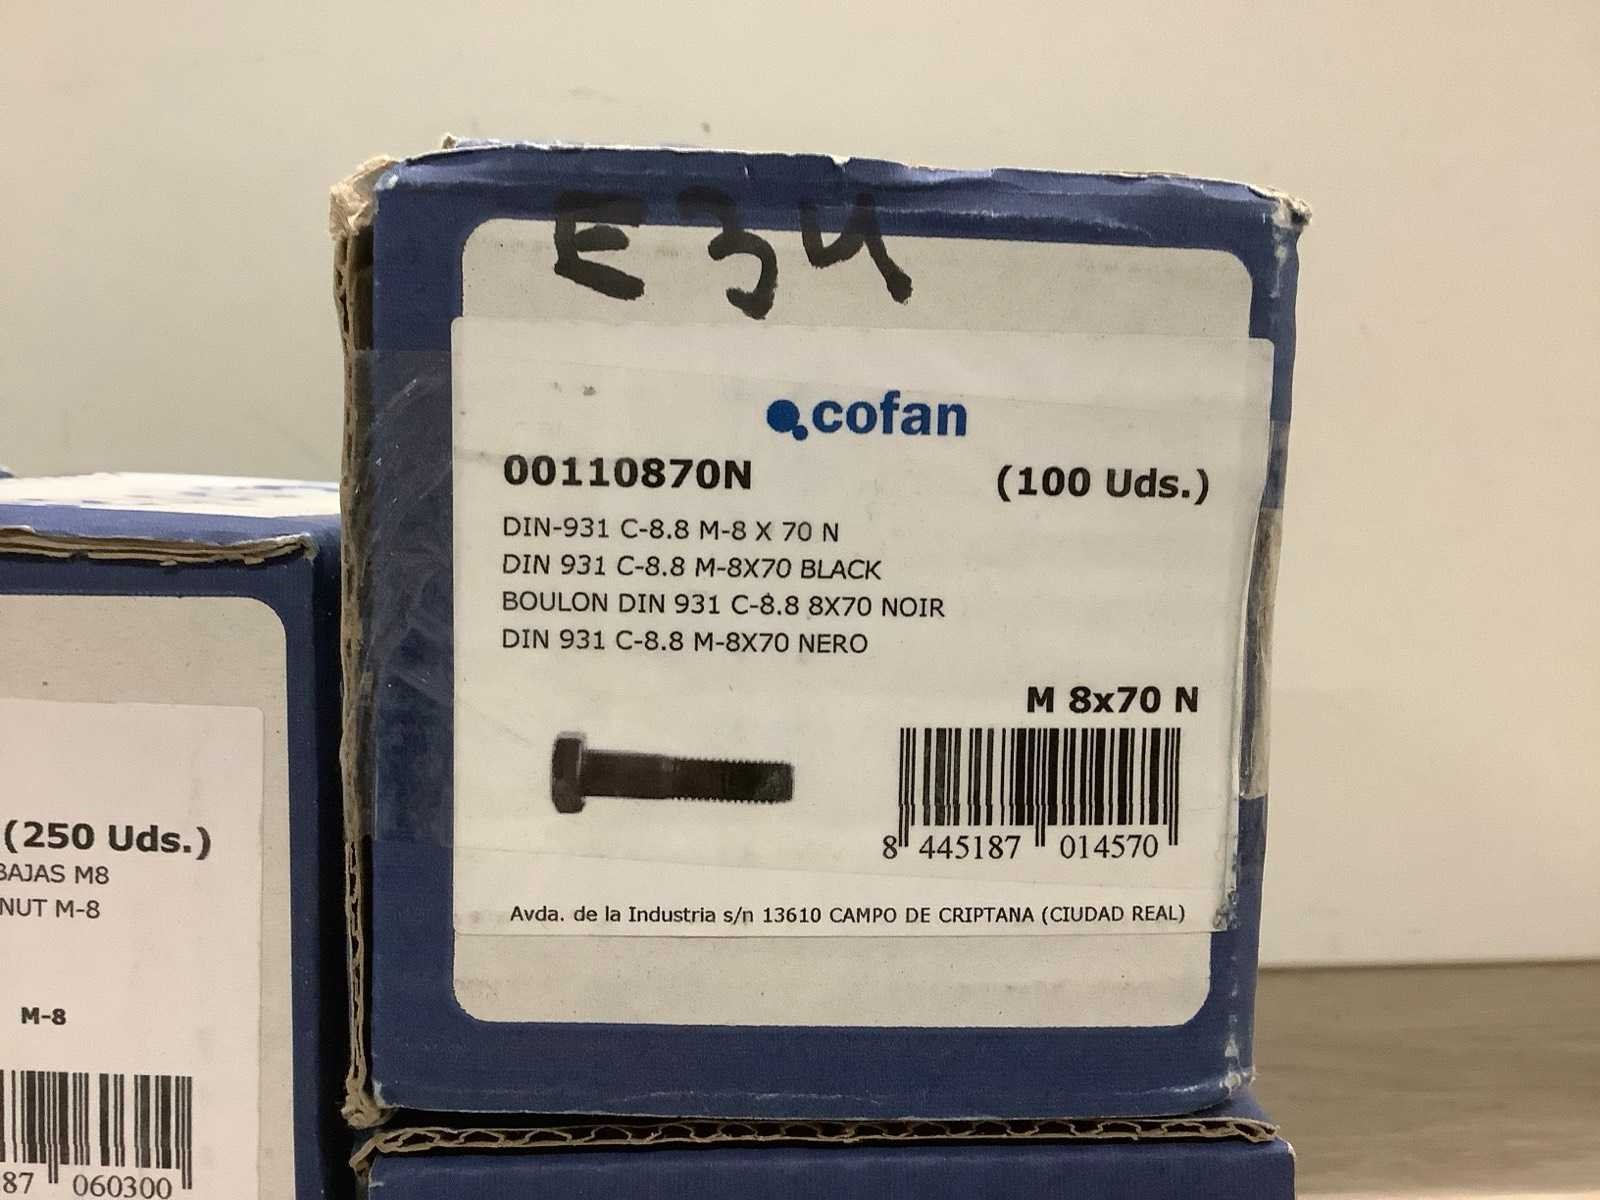 E34
cofan
00110870N (100 Uds.)
DIN-931 C-8.8 M-8 X 70 N
DIN 931 C-8.8 M-8X70 BLACK
BOULON DIN 931 C-8.8 8X70 NOIR
DIN 931 C-8.8 M-8X70 NERO
M 8x70 N
8 445187 014570
Avda. de la Industria s/n 13610 CAMPO DE CRIPTANA (CIUDAD REAL)
(250 Uds.)
BAJAS M8
NUT M-8
M-8
87 060300